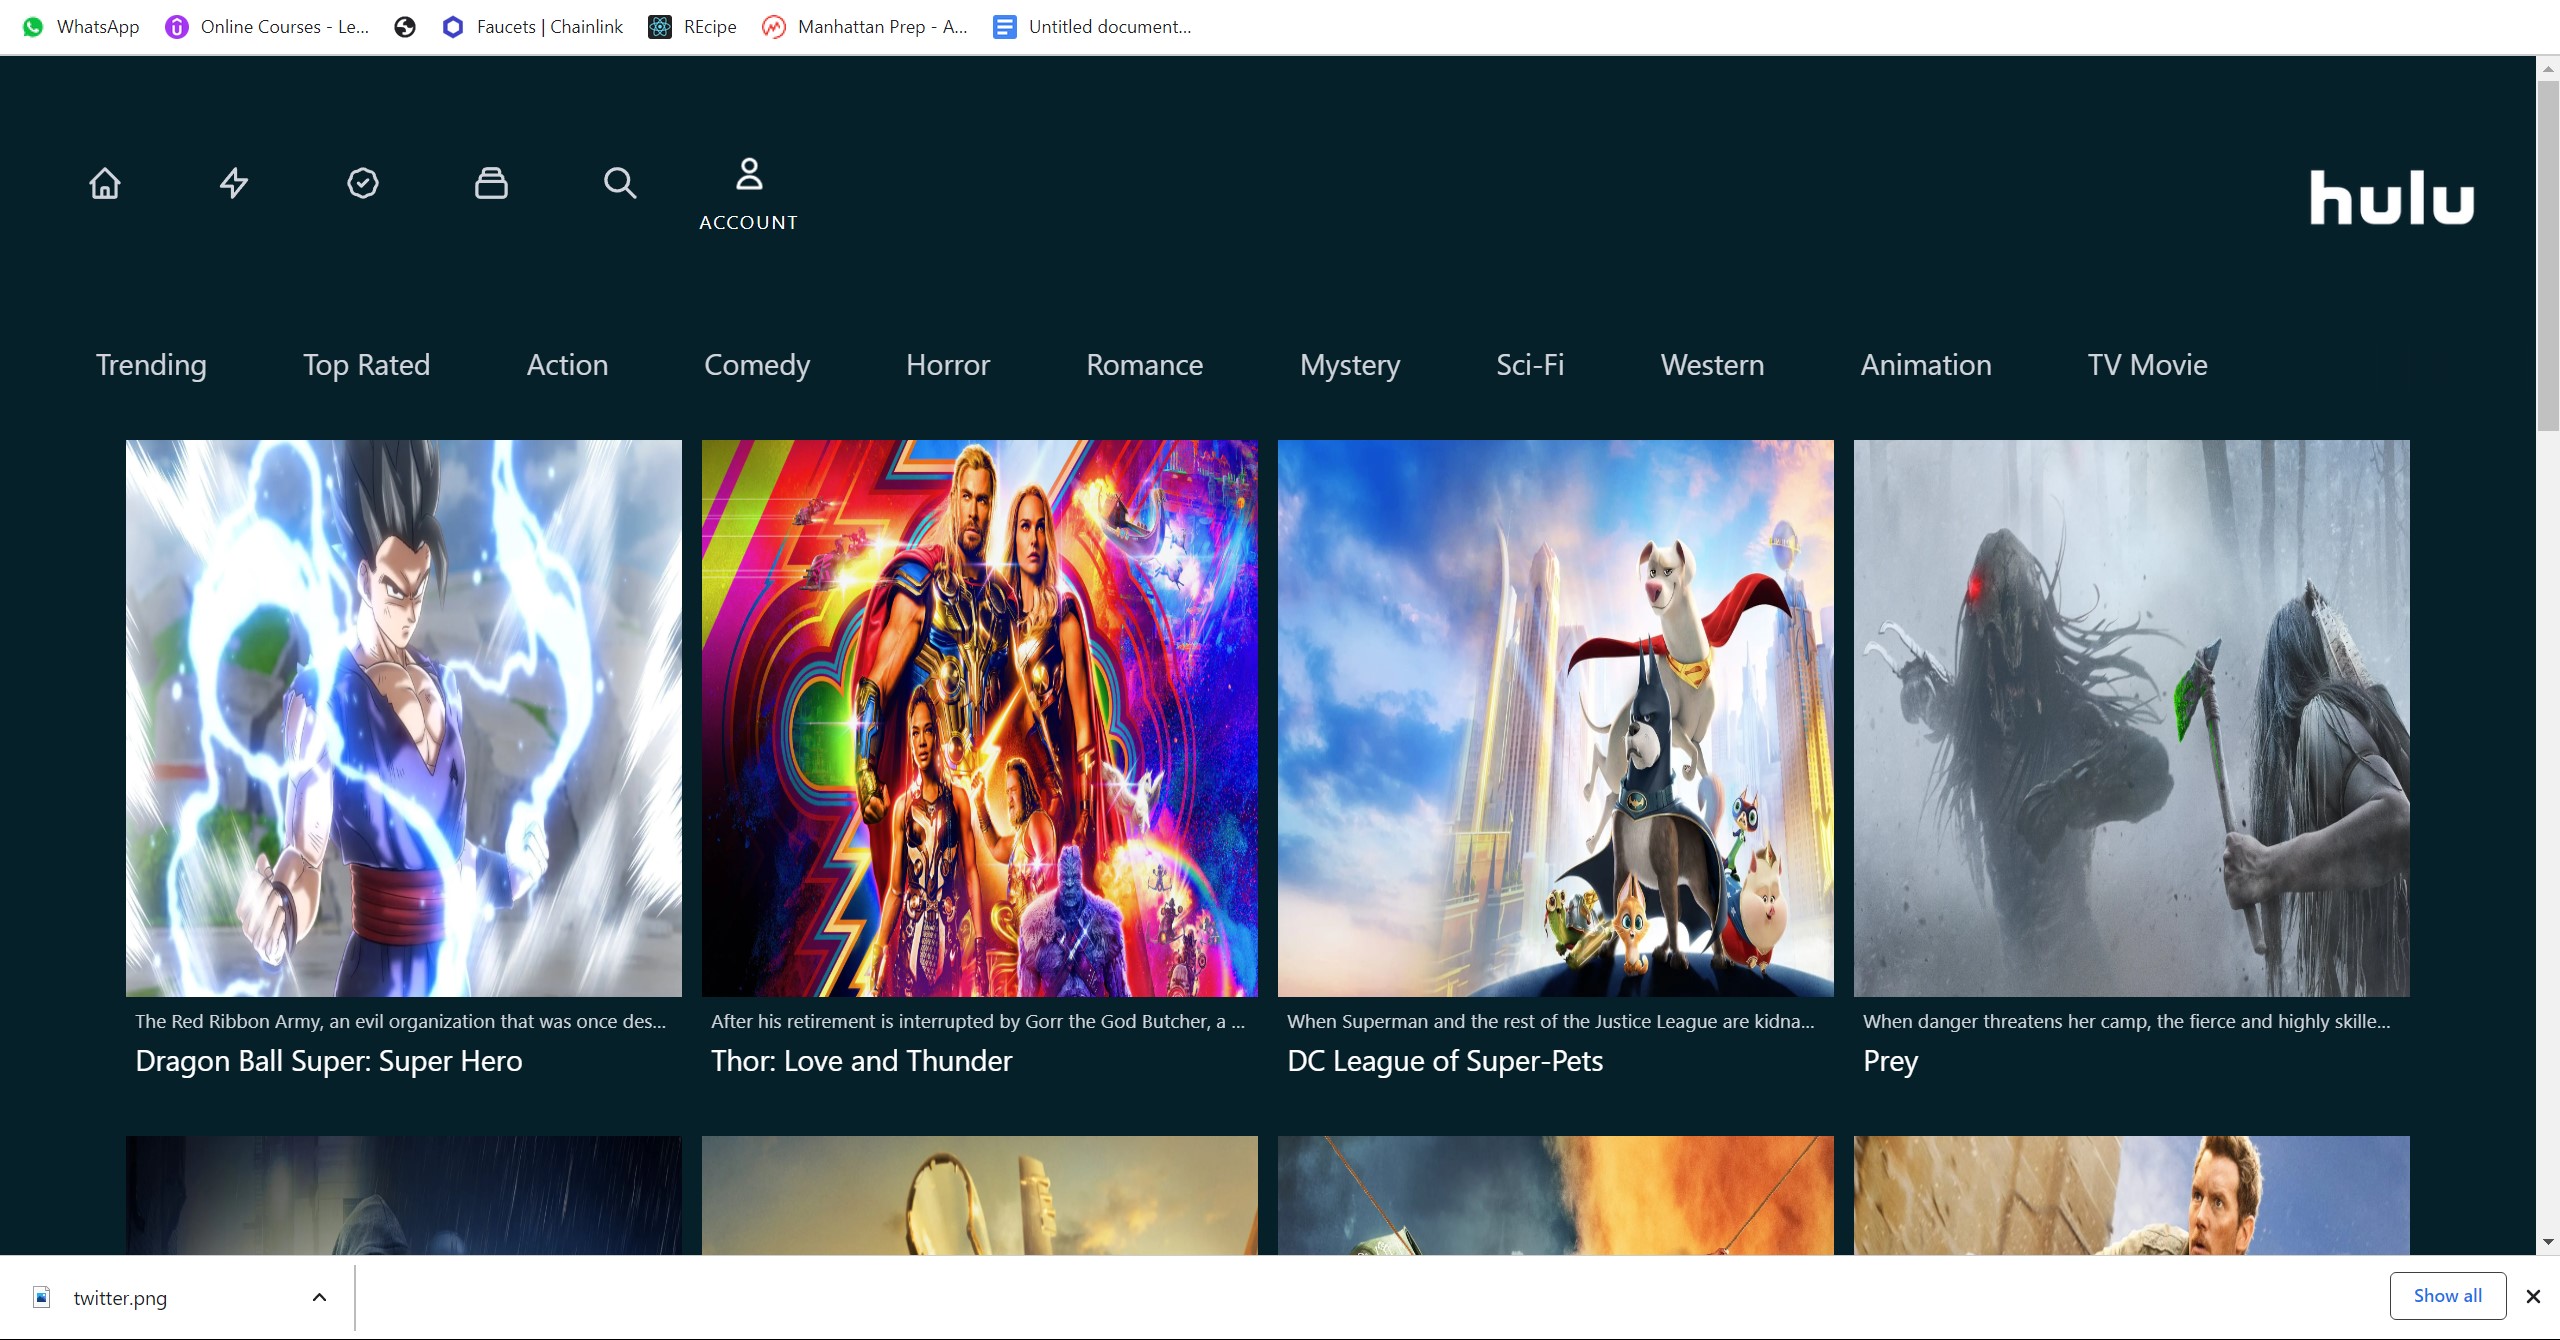 WhatsApp Online Courses - Le... Faucets | Chainlink REcipe Manhattan Prep - A... Untitled document...
ACCOUNT
hulu
Trending Top Rated Action Comedy Horror Romance Mystery Sci-Fi Western Animation TV Movie
The Red Ribbon Army, an evil organization that was once des...
Dragon Ball Super: Super Hero
After his retirement is interrupted by Gorr the God Butcher, a ...
Thor: Love and Thunder
When Superman and the rest of the Justice League are kidna...
DC League of Super-Pets
When danger threatens her camp, the fierce and highly skille...
Prey
twitter.png
Show all